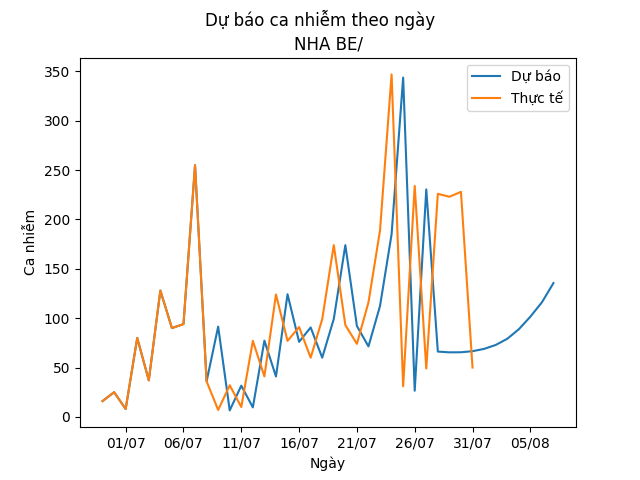 Dự báo ca nhiễm theo ngày
NHA BE/
Dự báo
Thực tế
Ca nhiễm
350
300
250
200
150
100
50
0
01/07 06/07 11/07 16/07 21/07 26/07 31/07 05/08
Ngày